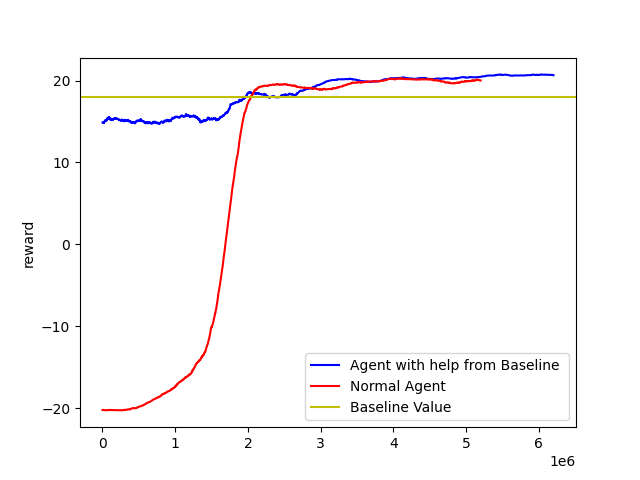 20
10
0
−10
−20
reward
Agent with help from Baseline
Normal Agent
Baseline Value
0 1 2 3 4 5 6
1e6